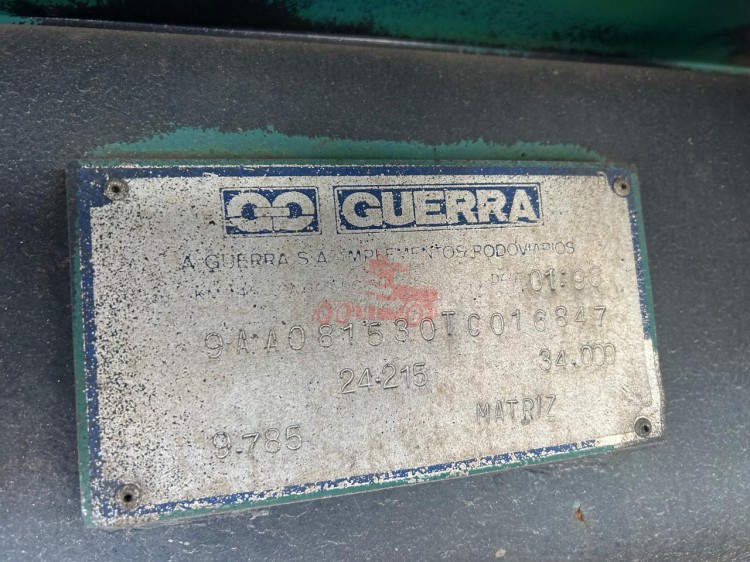 GUERRA
A. GUERRA S.A. IMPLEMENTOS RODOVIARIOS
01.96
9AA081530TC016847
24.215 34.000
MATRIZ
9.785